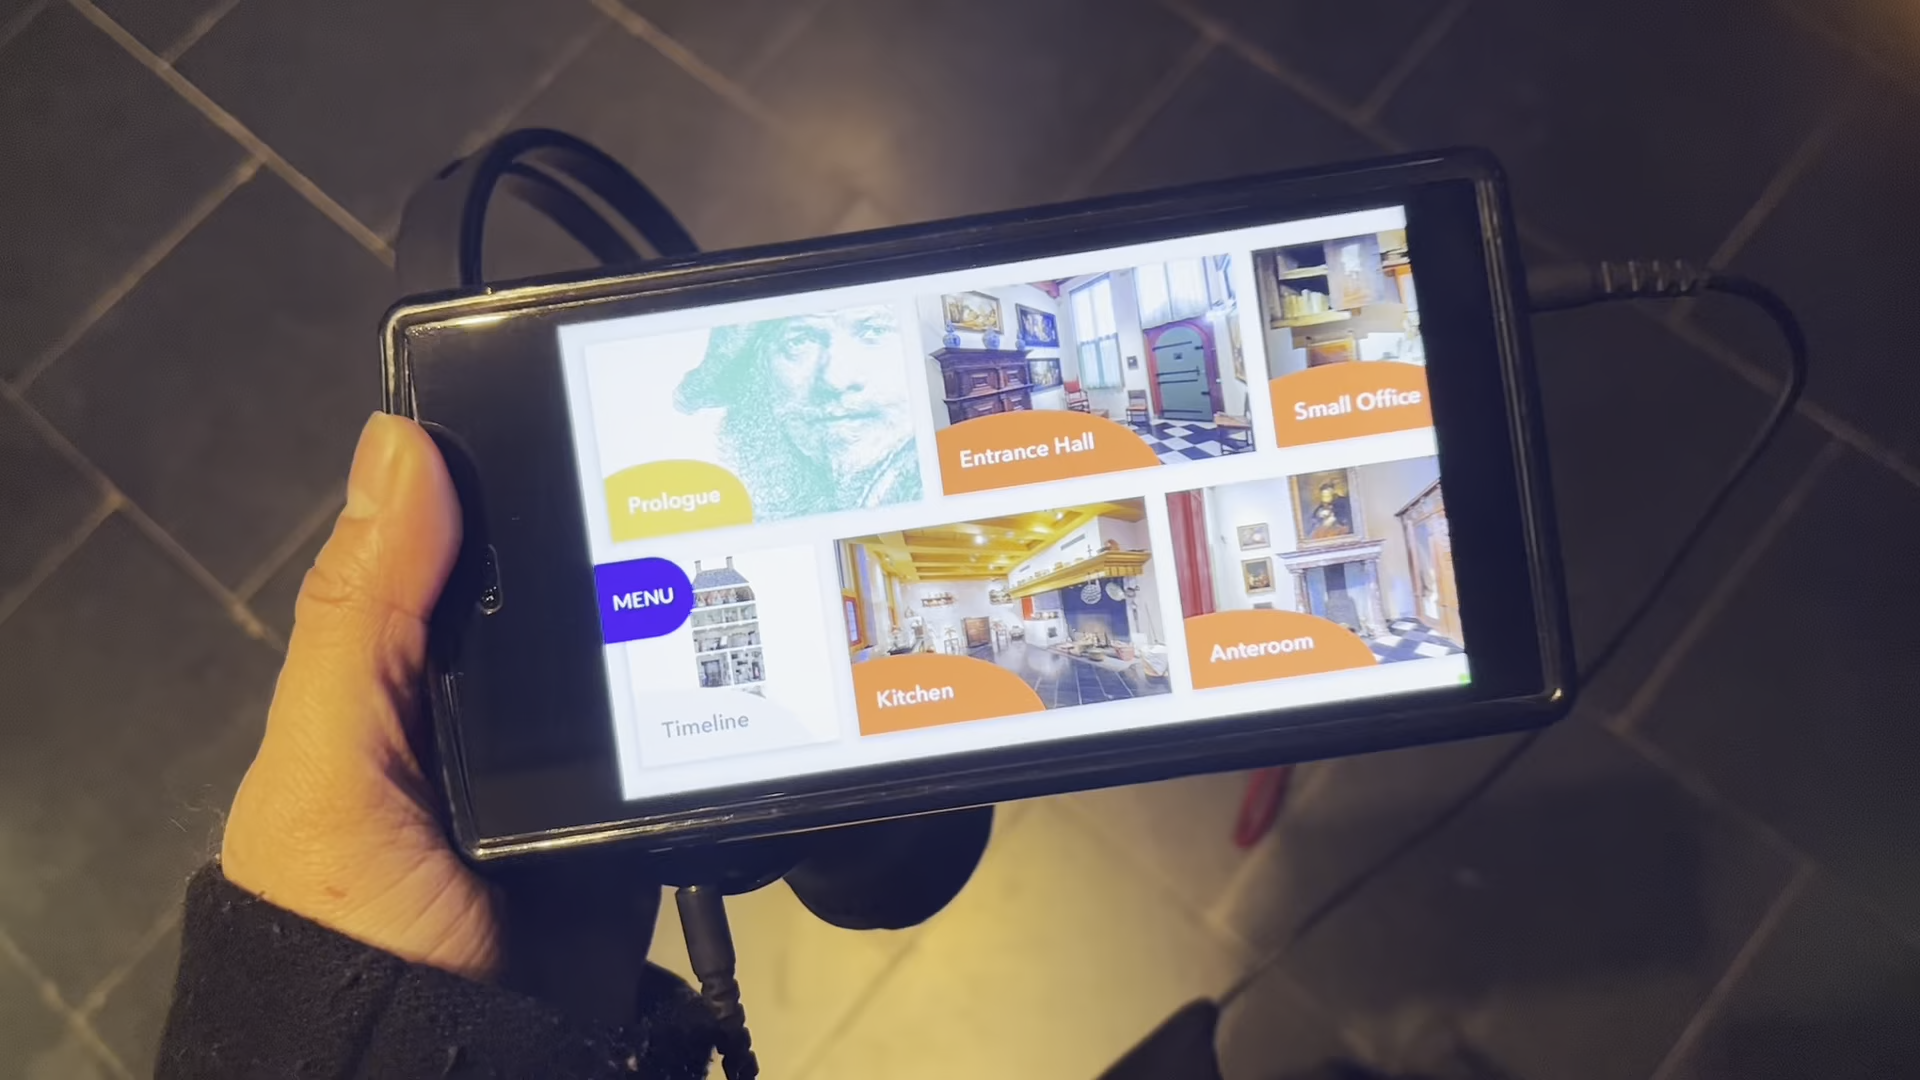 Prologue
Entrance Hall
Small Office
MENU
Timeline
Kitchen
Anteroom